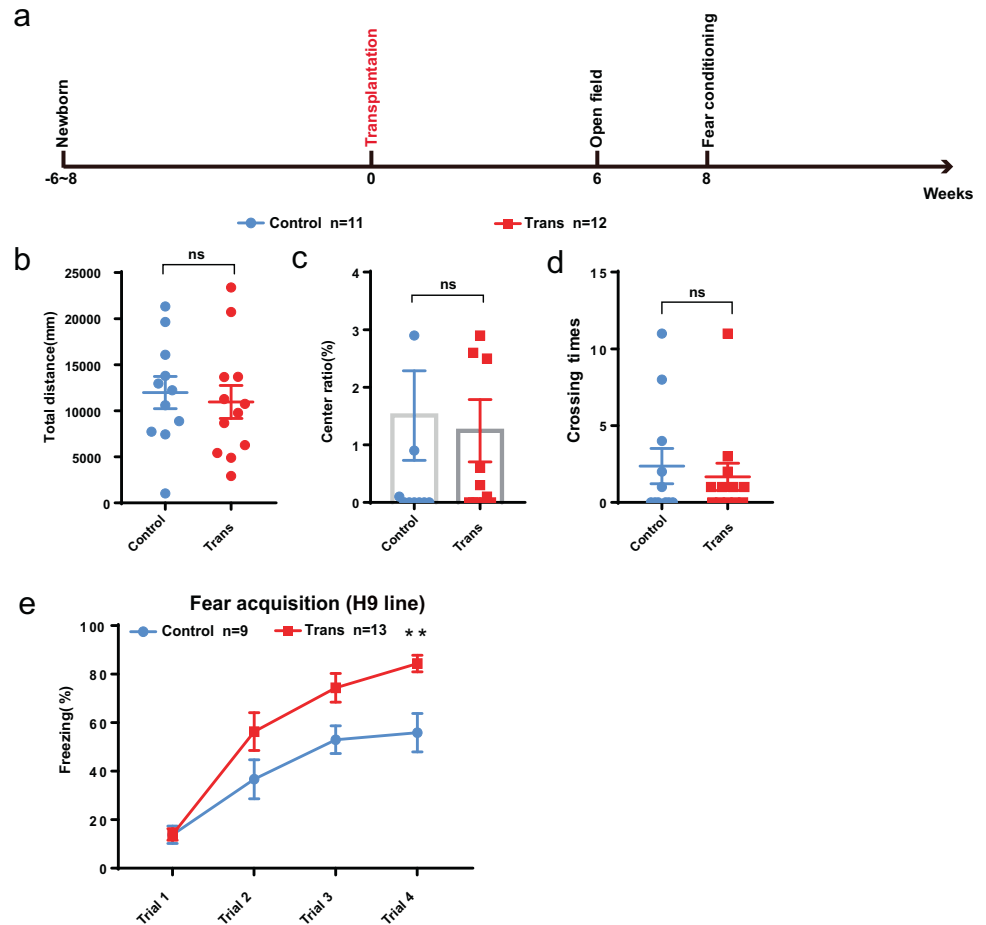 a
Newborn
Transplantation
Open field
Fear conditioning
-6~8
0
6
8
Weeks
Control n=11
Trans n=12
b
ns
Total distance(mm)
25000
20000
15000
10000
5000
0
Control
Trans
c
ns
Center ratio(%)
4
3
2
1
0
Control
Trans
d
ns
Crossing times
15
10
5
0
Control
Trans
e
Fear acquisition (H9 line)
Control n=9
Trans n=13
**
Freezing(%)
100
80
60
40
20
0
Trial 1
Trial 2
Trial 3
Trial 4